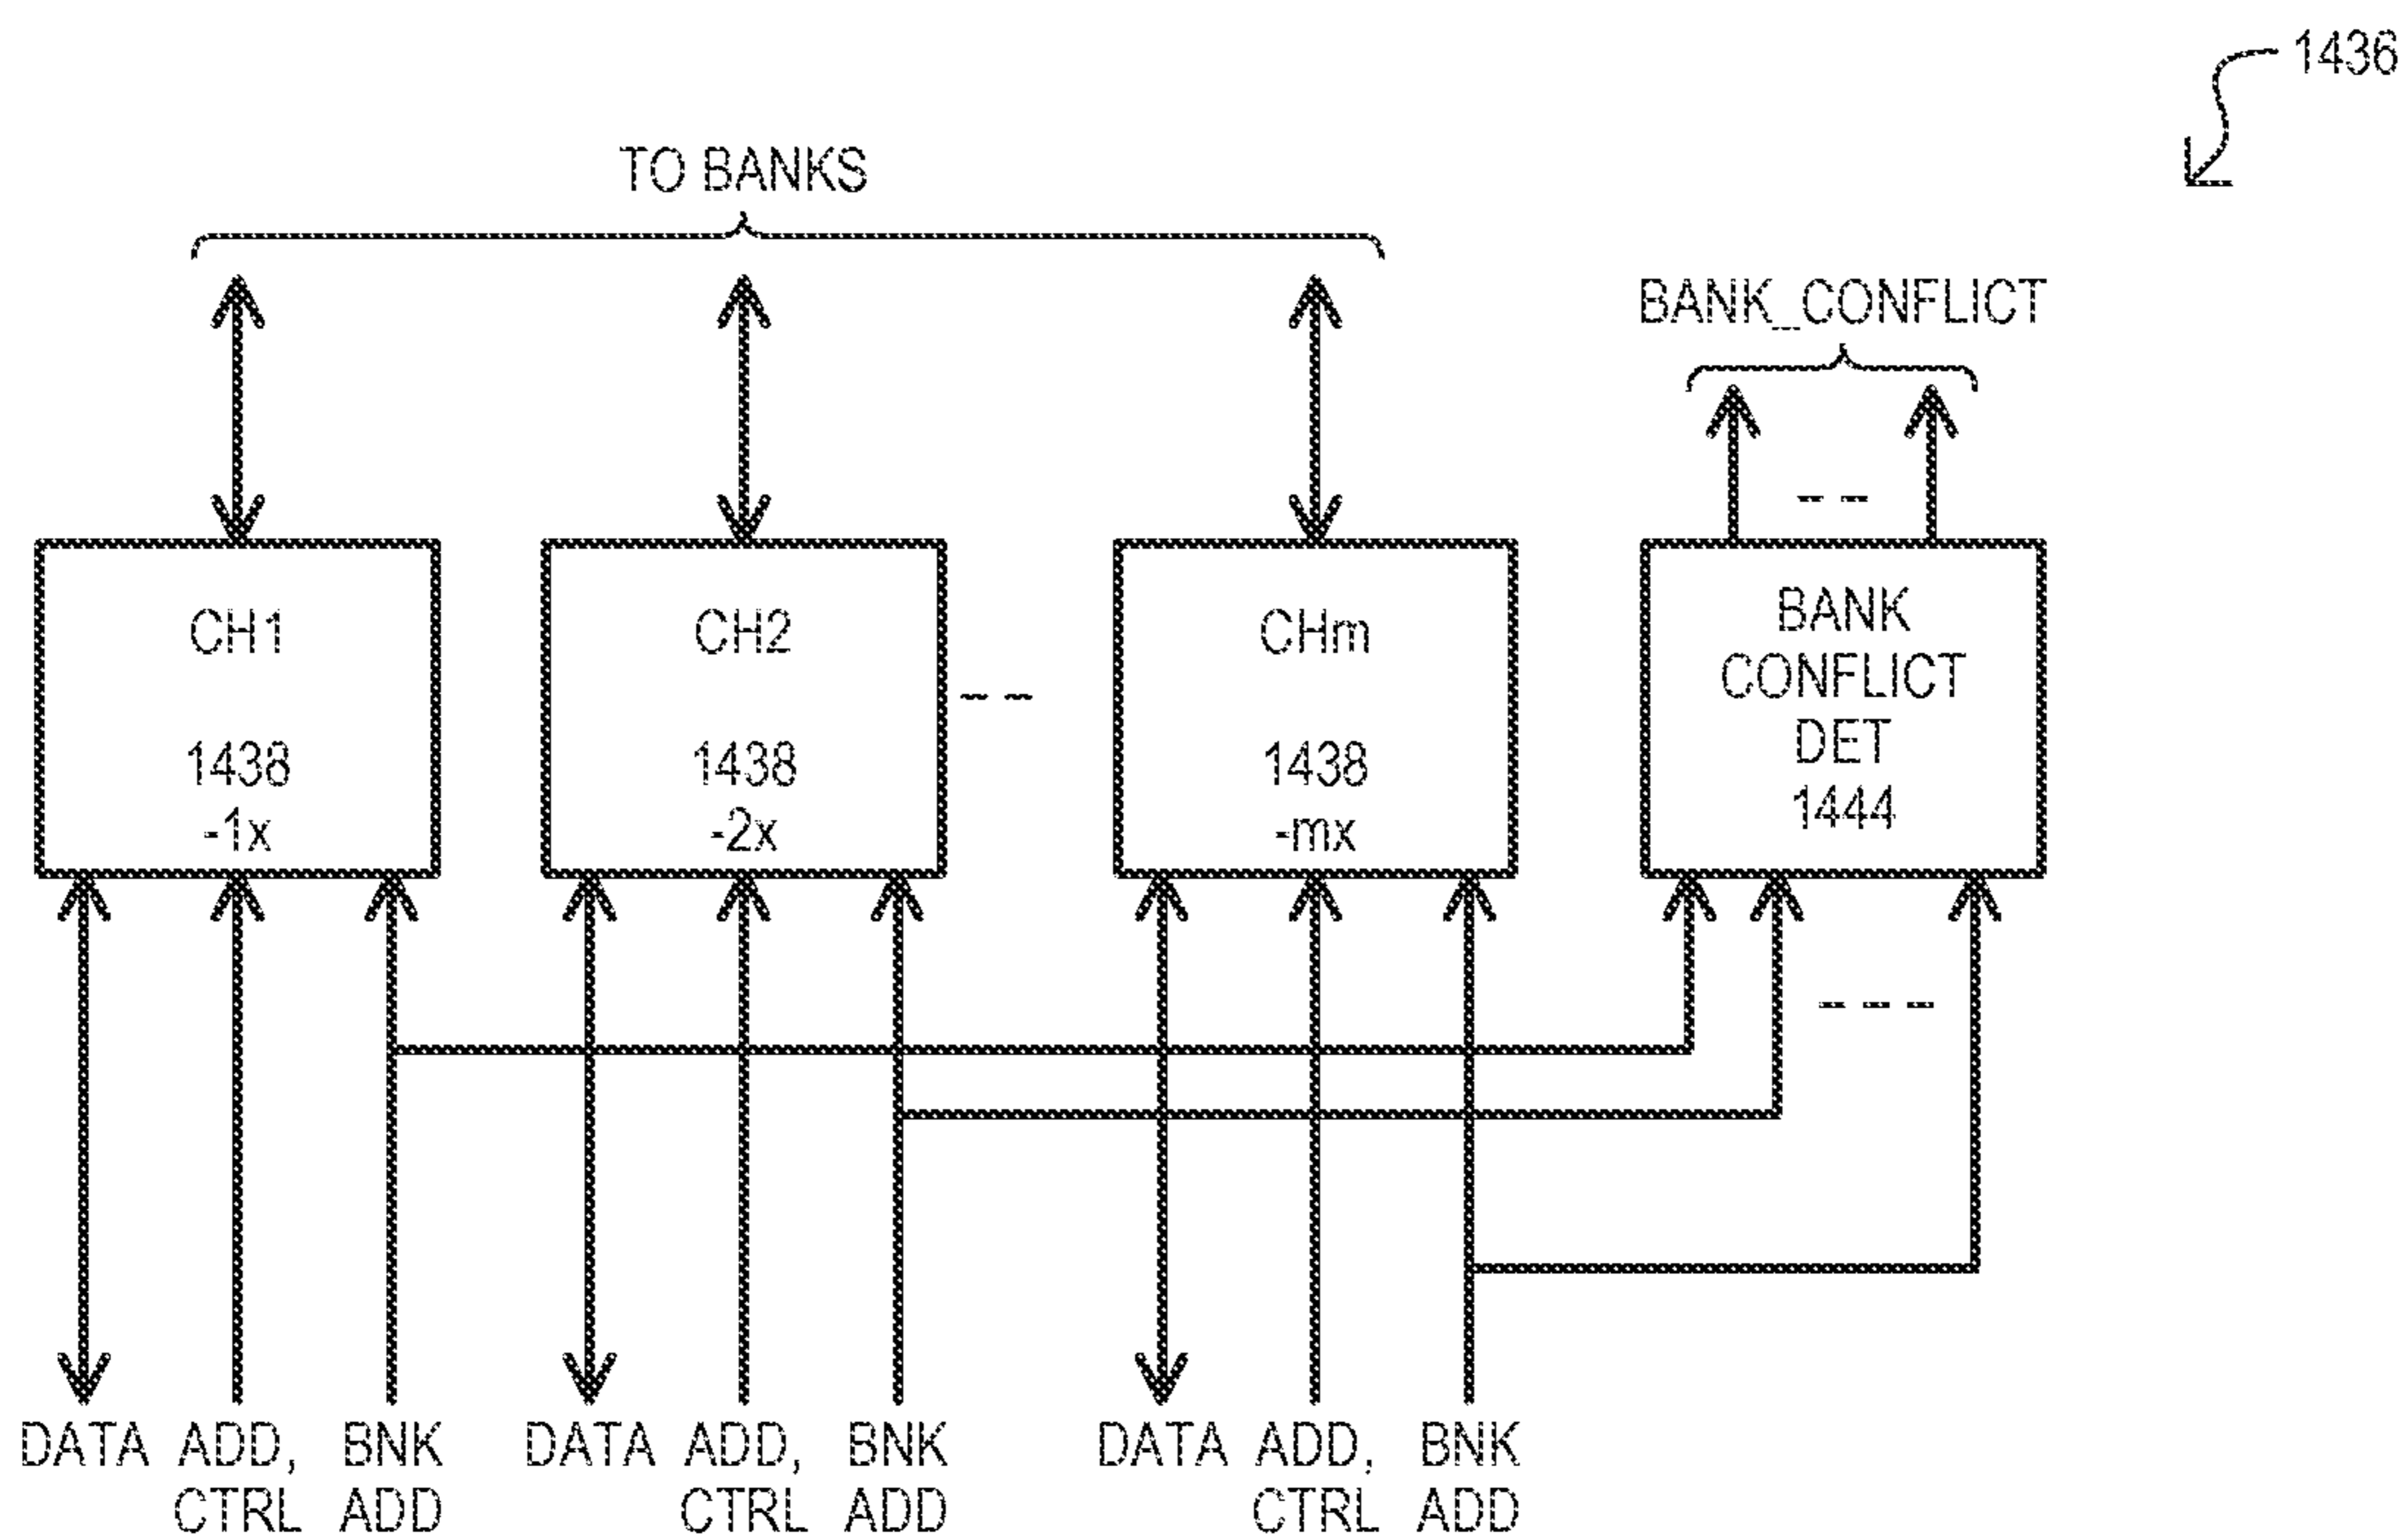 1436
TO BANKS
BANK_CONFLICT
CH1
1438
-1x
CH2
1438
-2x
CHm
1438
-mx
BANK
CONFLICT
DET
1444
DATA ADD, BNK
CTRL ADD
DATA ADD, BNK
CTRL ADD
DATA ADD, BNK
CTRL ADD